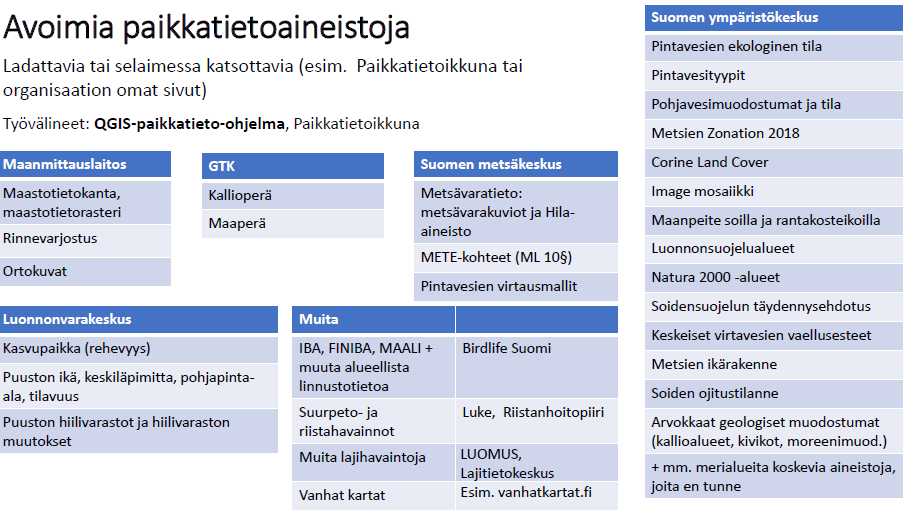 Avoimia paikkatietoaineistoja
Ladattavia tai selaimessa katsottavia (esim.  Paikkatietoikkuna tai
organisaation omat sivut)
Työvälineet: QGIS-paikkatieto-ohjelma, Paikkatietoikkuna
Maanmittauslaitos
Maastotietokanta,
maastotietorasteri
Rinnevarjostus
Ortokuvat
GTK
Kallioperä
Maaperä
Suomen metsäkeskus
Metsävaratieto:
metsävarakuviot ja Hila-
aineisto
METE-kohteet (ML 10§)
Pintavesien virtausmallit
Luonnonvarakeskus
Kasvupaikka (rehevyys)
Puuston ikä, keskiläpimitta, pohjapinta-
ala, tilavuus
Puuston hiilivarastot ja hiilivaraston
muutokset
Muita
IBA, FINIBA, MAALI +
muuta alueellista
linnustotietoa
Birdlife Suomi
Suurpeto- ja
riistahavainnot
Luke,  Riistanhoitopiiri
Muita lajihavaintoja
LUOMUS,
Lajitietokeskus
Vanhat kartat
Esim. vanhatkartat.fi
Suomen ympäristökeskus
Pintavesien ekologinen tila
Pintavesityypit
Pohjavesimuodostumat ja tila
Metsien Zonation 2018
Corine Land Cover
Image mosaiikki
Maanpeite soilla ja rantakosteikoilla
Luonnonsuojelualueet
Natura 2000 -alueet
Soidensuojelun täydennysehdotus
Keskeiset virtavesien vaellusesteet
Metsien ikärakenne
Soiden ojitustilanne
Arvokkaat geologiset muodostumat
(kallioalueet, kivikot, moreenimuod.)
+ mm. merialueita koskevia aineistoja,
joita en tunne